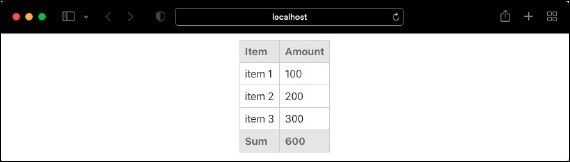 localhost
Item Amount
item 1 100
item 2 200
item 3 300
Sum 600